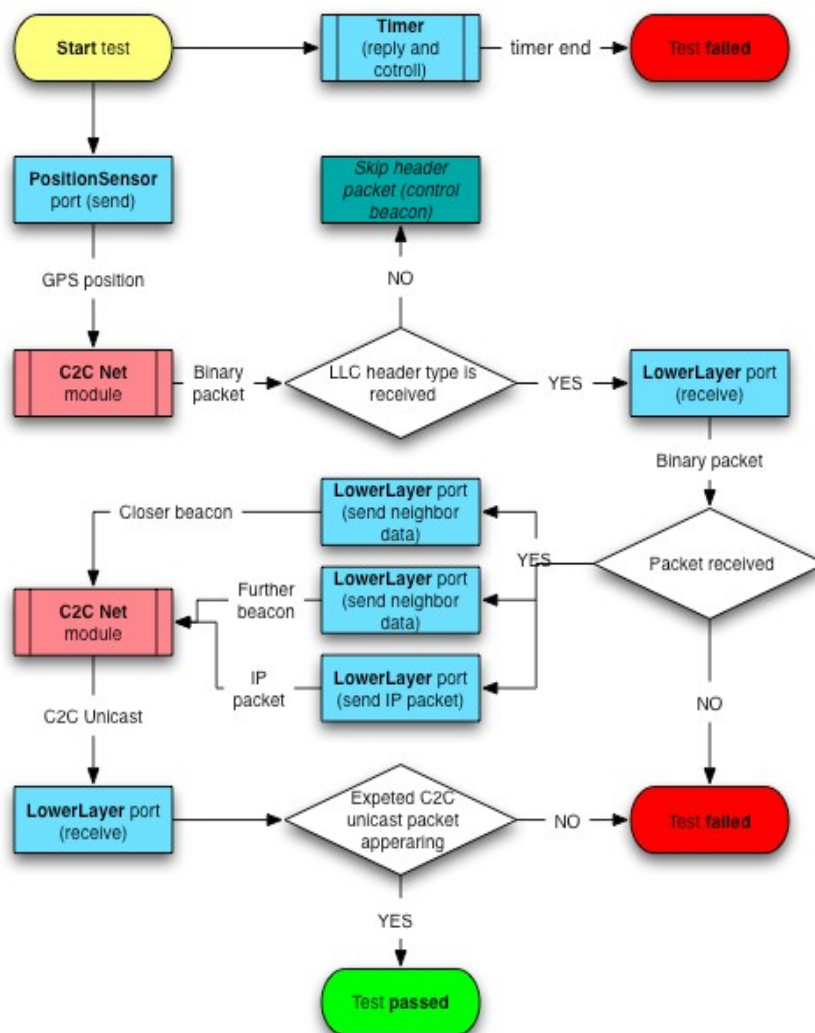 Start test
Timer
(reply and
cotroll)
timer end
Test failed
PositionSensor
port (send)
Skip header
packet (control
beacon)
GPS position
NO
C2C Net
module
Binary
packet
LLC header type is
received
YES
LowerLayer port
(receive)
Binary packet
Closer beacon
LowerLayer port
(send neighbor
data)
YES
Packet received
C2C Net
module
Further
beacon
LowerLayer port
(send neighbor
data)
IP
packet
LowerLayer port
(send IP packet)
C2C Unicast
NO
LowerLayer port
(receive)
Expeted C2C
unicast packet
apperaring
NO
Test failed
YES
Test passed